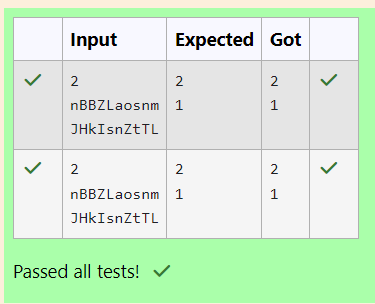 Input Expected Got
2 2 2
nBBZLaosnm 1 1
JHkIsnZtTL
2 2 2
nBBZLaosnm 1 1
JHkIsnZtTL
Passed all tests!